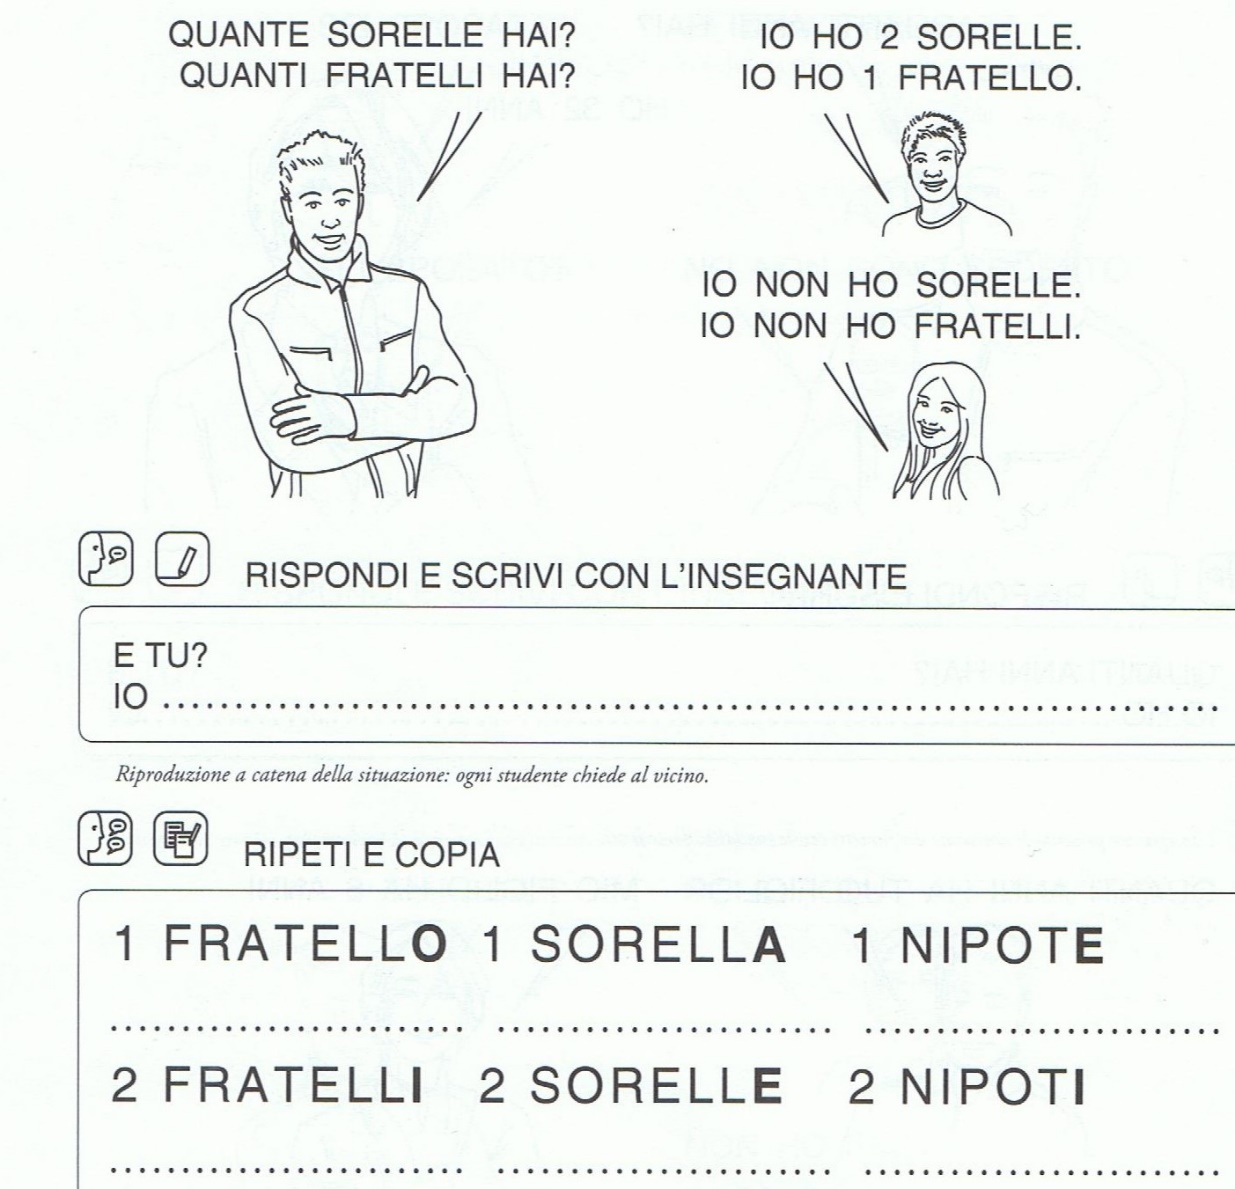 QUANTE SORELLE HAI?
QUANTI FRATELLI HAI?
IO HO 2 SORELLE.
IO HO 1 FRATELLO.
IO NON HO SORELLE.
IO NON HO FRATELLI.
RISPONDI E SCRIVI CON L'INSEGNANTE
E TU?
IO ......................................................................
Riproduzione a catena della situazione: ogni studente chiede al vicino.
RIPETI E COPIA
1 FRATELLO 1 SORELLA 1 NIPOTE
2 FRATELLI 2 SORELLE 2 NIPOTI